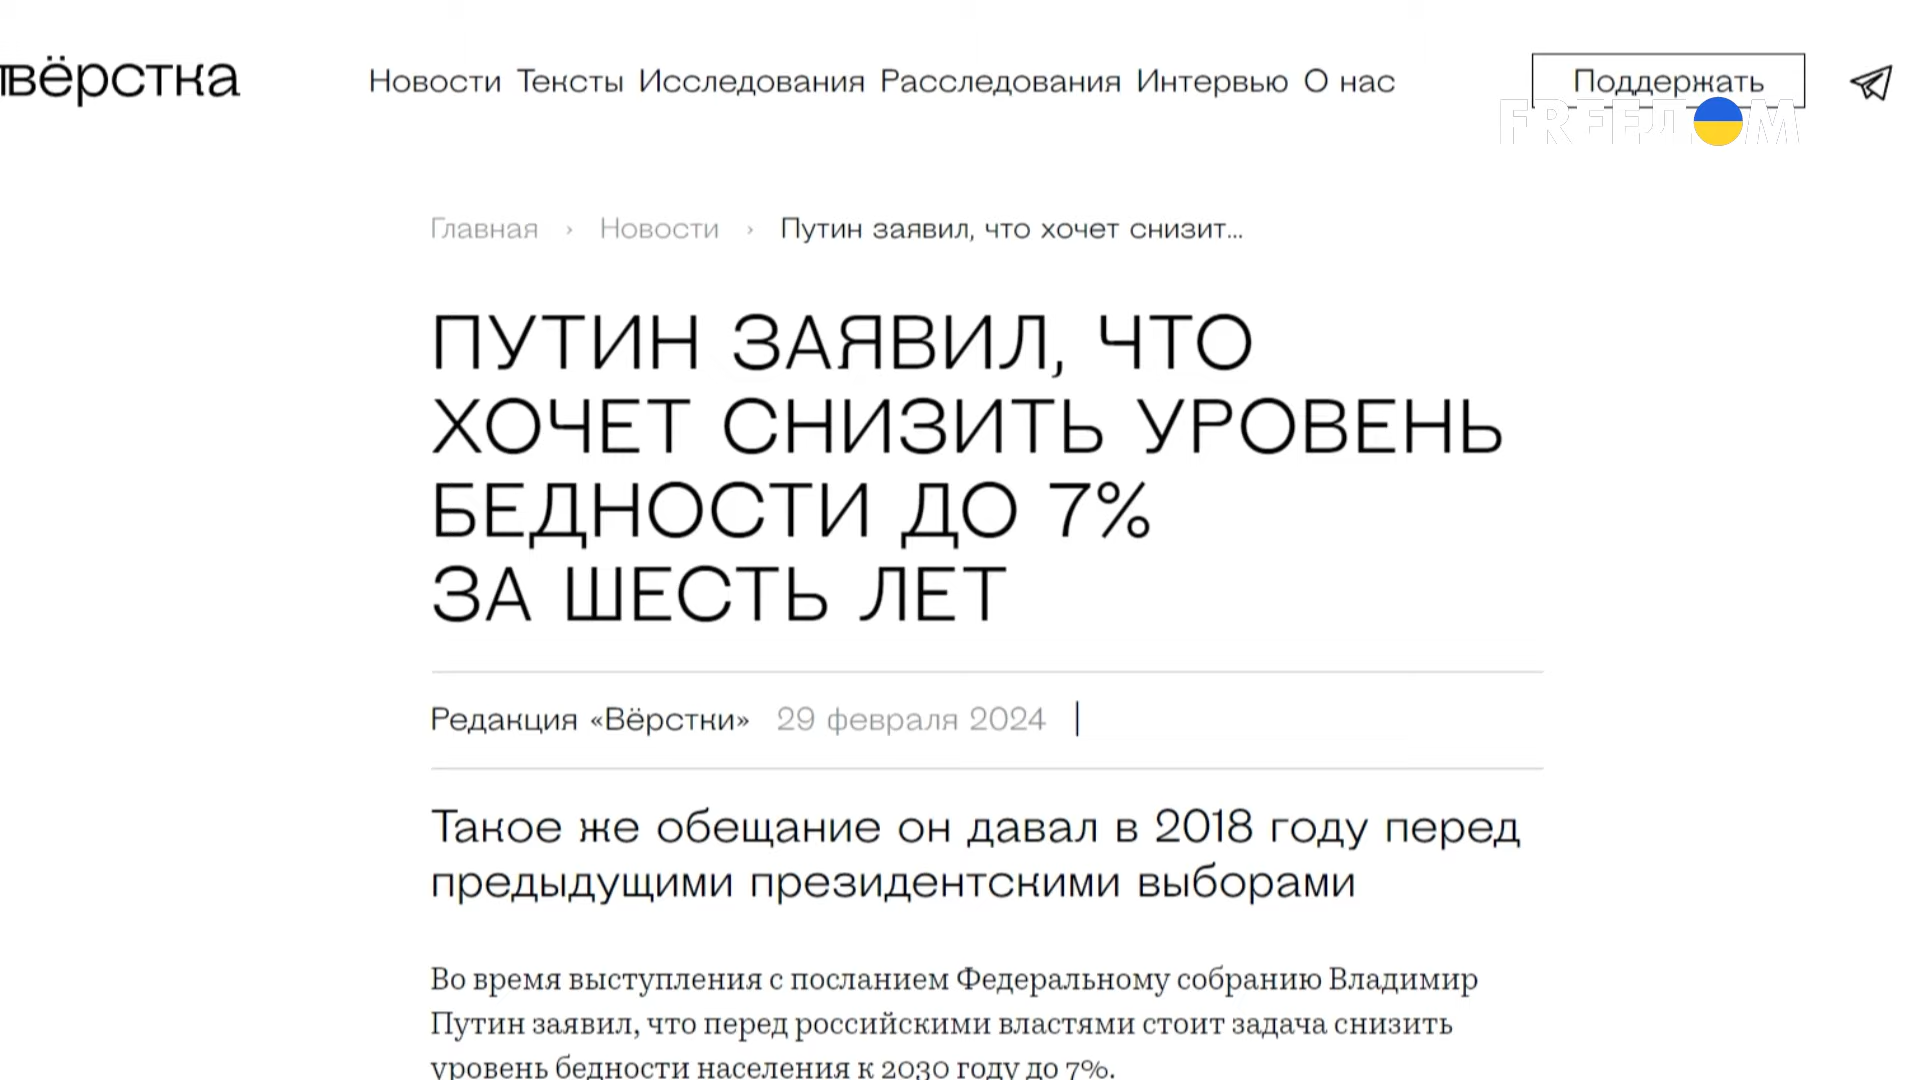 вёрстка
Новости Тексты Исследования Расследования Интервью О нас
Поддержать
FREEДOM
Главная › Новости › Путин заявил, что хочет снизит...
ПУТИН ЗАЯВИЛ, ЧТО
ХОЧЕТ СНИЗИТЬ УРОВЕНЬ
БЕДНОСТИ ДО 7%
ЗА ШЕСТЬ ЛЕТ
Редакция «Вёрстки» 29 февраля 2024
Такое же обещание он давал в 2018 году перед
предыдущими президентскими выборами
Во время выступления с посланием Федеральному собранию Владимир
Путин заявил, что перед российскими властями стоит задача снизить
уровень бедности населения к 2030 году до 7%.